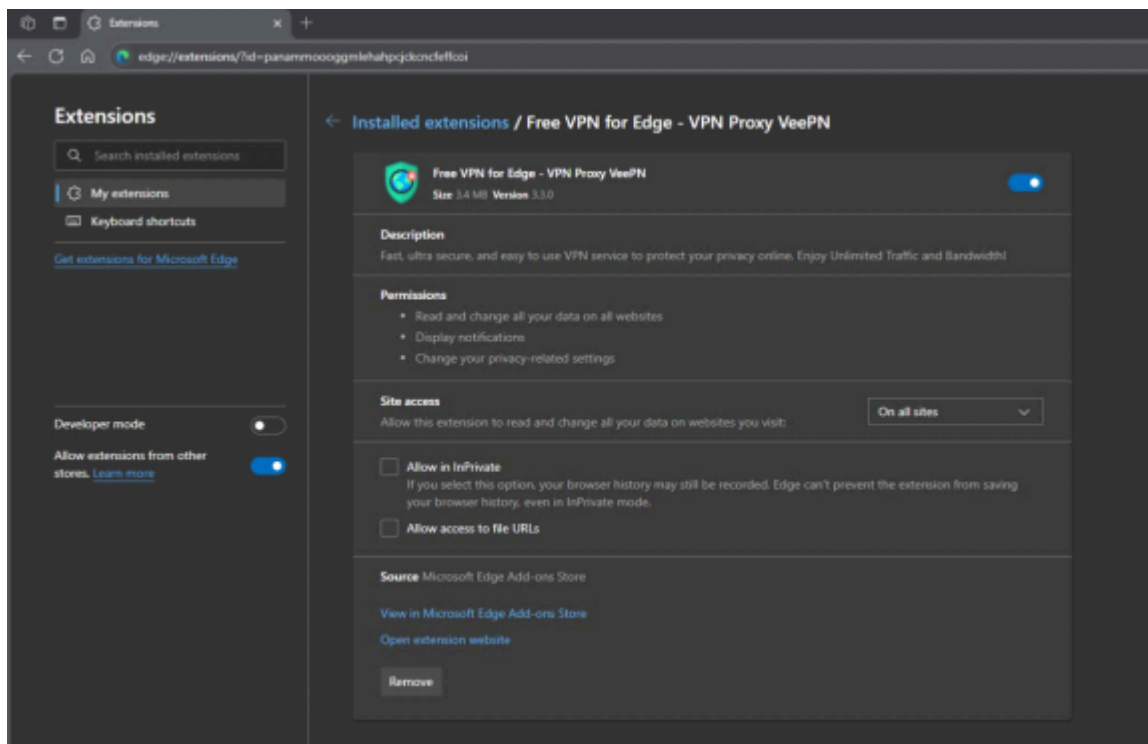 Extensions
edge://extensions/?id=panammoooggmlehahpcjckcncfeffcoi
Extensions
Search installed extensions
My extensions
Keyboard shortcuts
Get extensions for Microsoft Edge
Developer mode
Allow extensions from other
stores. Learn more
Installed extensions / Free VPN for Edge - VPN Proxy VeePN
Free VPN for Edge - VPN Proxy VeePN
Size 3.4 MB Version 3.3.0
Description
Fast, ultra secure, and easy to use VPN service to protect your privacy online. Enjoy Unlimited Traffic and Bandwidth!
Permissions
• Read and change all your data on all websites
• Display notifications
• Change your privacy-related settings
Site access
Allow this extension to read and change all your data on websites you visit:
On all sites
Allow in InPrivate
If you select this option, your browser history may still be recorded. Edge can't prevent the extension from saving
your browser history, even in InPrivate mode.
Allow access to file URLs
Source Microsoft Edge Add-ons Store
View in Microsoft Edge Add-ons Store
Open extension website
Remove